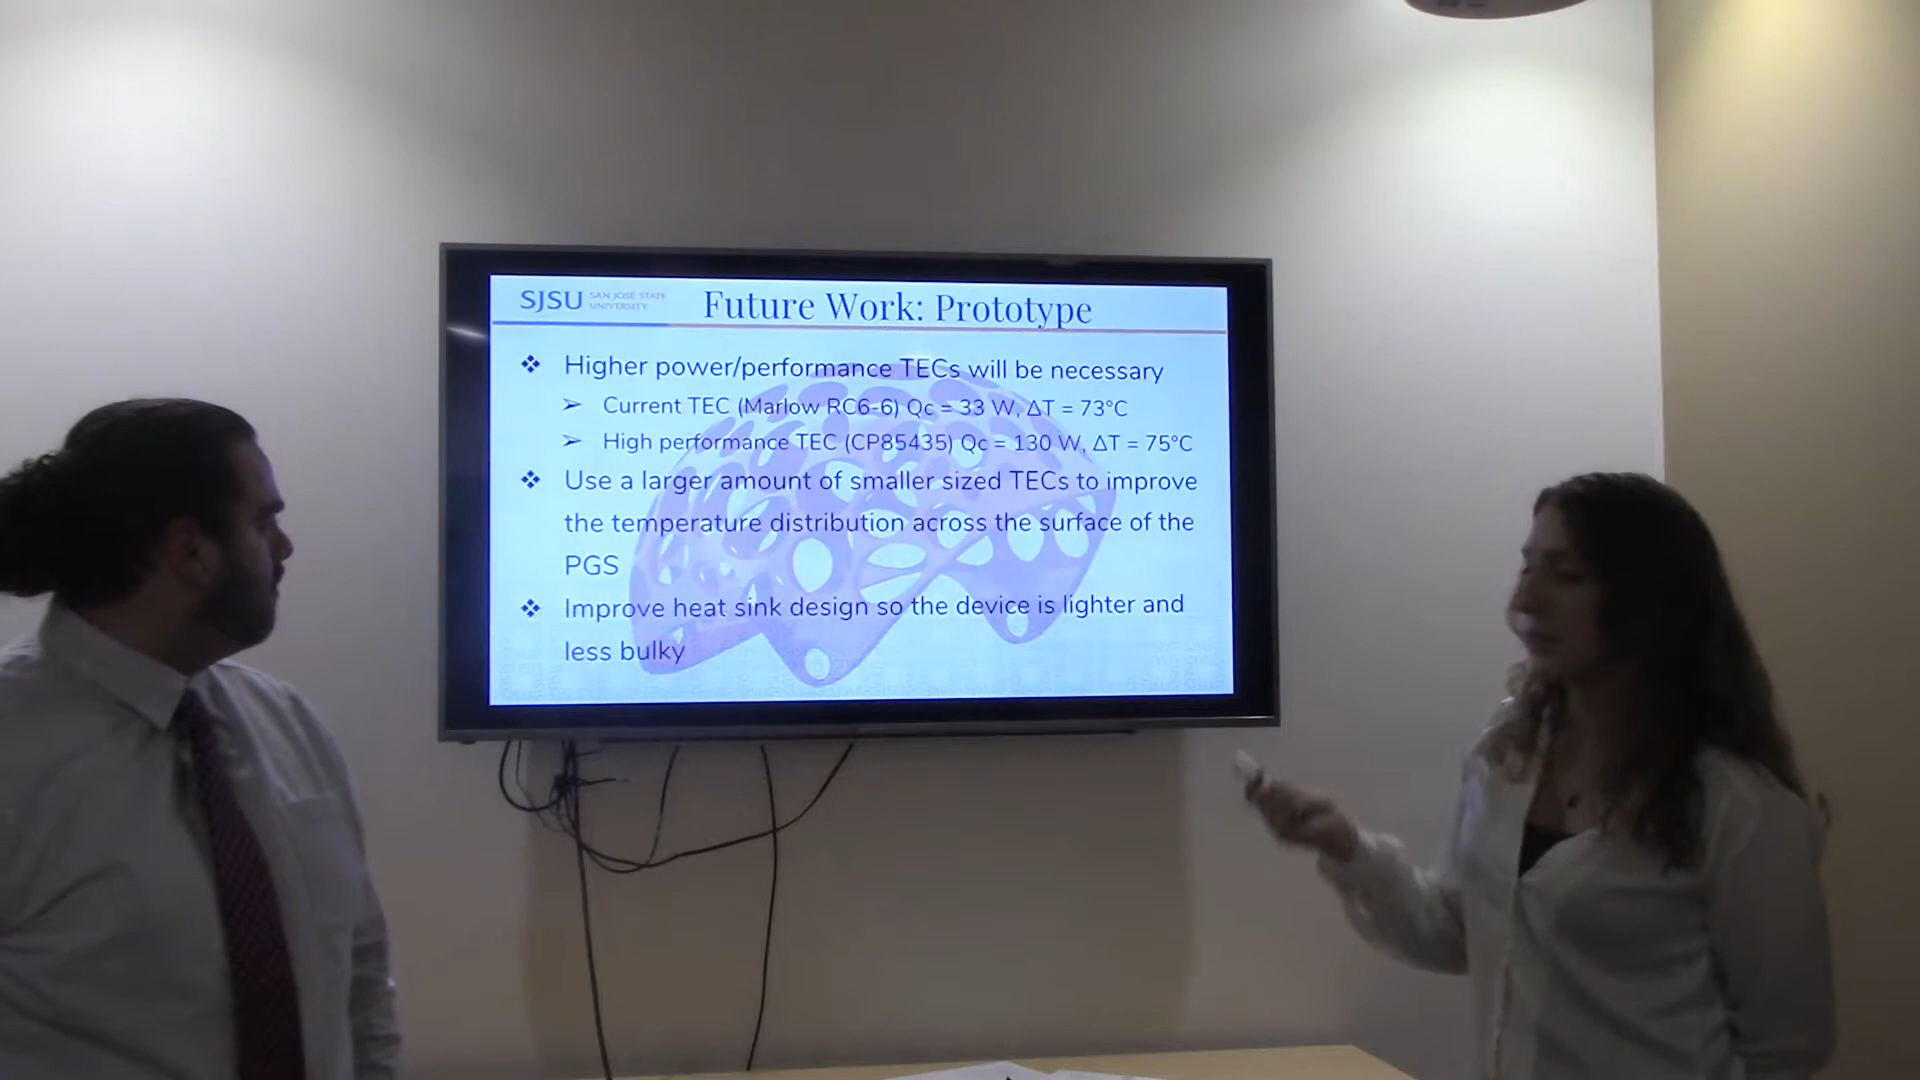 SJSU SAN JOSÉ STATE
UNIVERSITY
Future Work: Prototype
❖ Higher power/performance TECs will be necessary
➢ Current TEC (Marlow RC6-6) Qc = 33 W, ΔT = 73°C
➢ High performance TEC (CP85435) Qc = 130 W, ΔT = 75°C
❖ Use a larger amount of smaller sized TECs to improve
the temperature distribution across the surface of the
PGS
❖ Improve heat sink design so the device is lighter and
less bulky